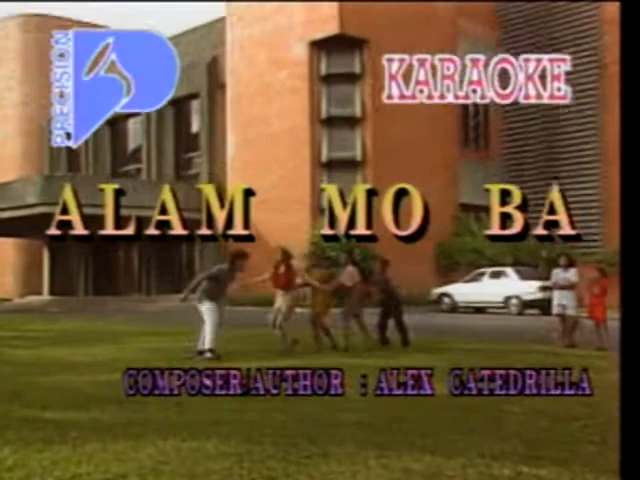 PRECISION
KARAOKE
ALAM MO BA
COMPOSER/AUTHOR : ALEX CATEDRILLA